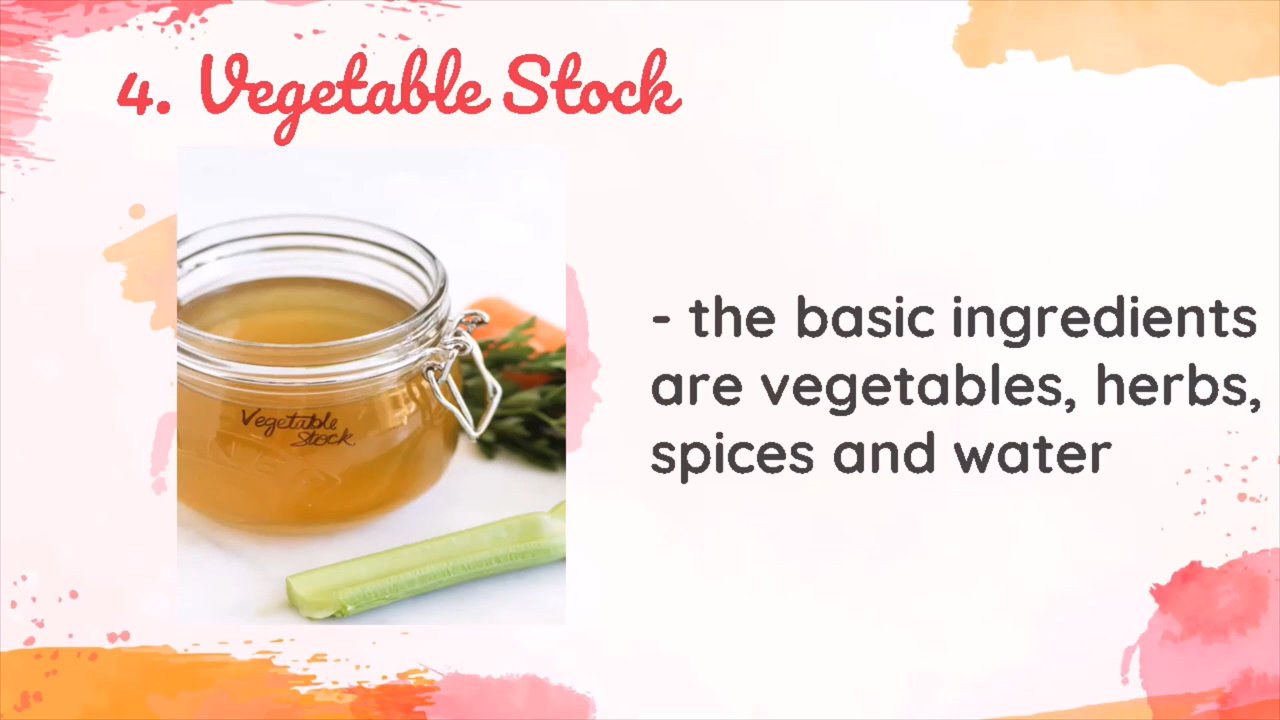 4. Vegetable Stock
Vegetable
Stock
- the basic ingredients
are vegetables, herbs,
spices and water